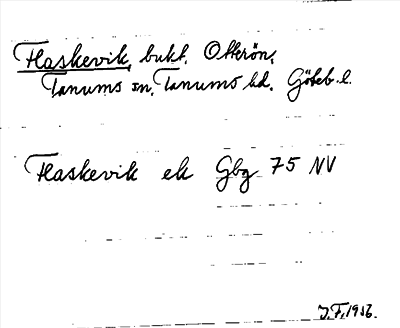 Flaskevik, bukt. Otterön,
Tanums sn, Tanums hd. Göteb. l.
Flaskevik ek Gbg 75 NV
J.F. 1936.